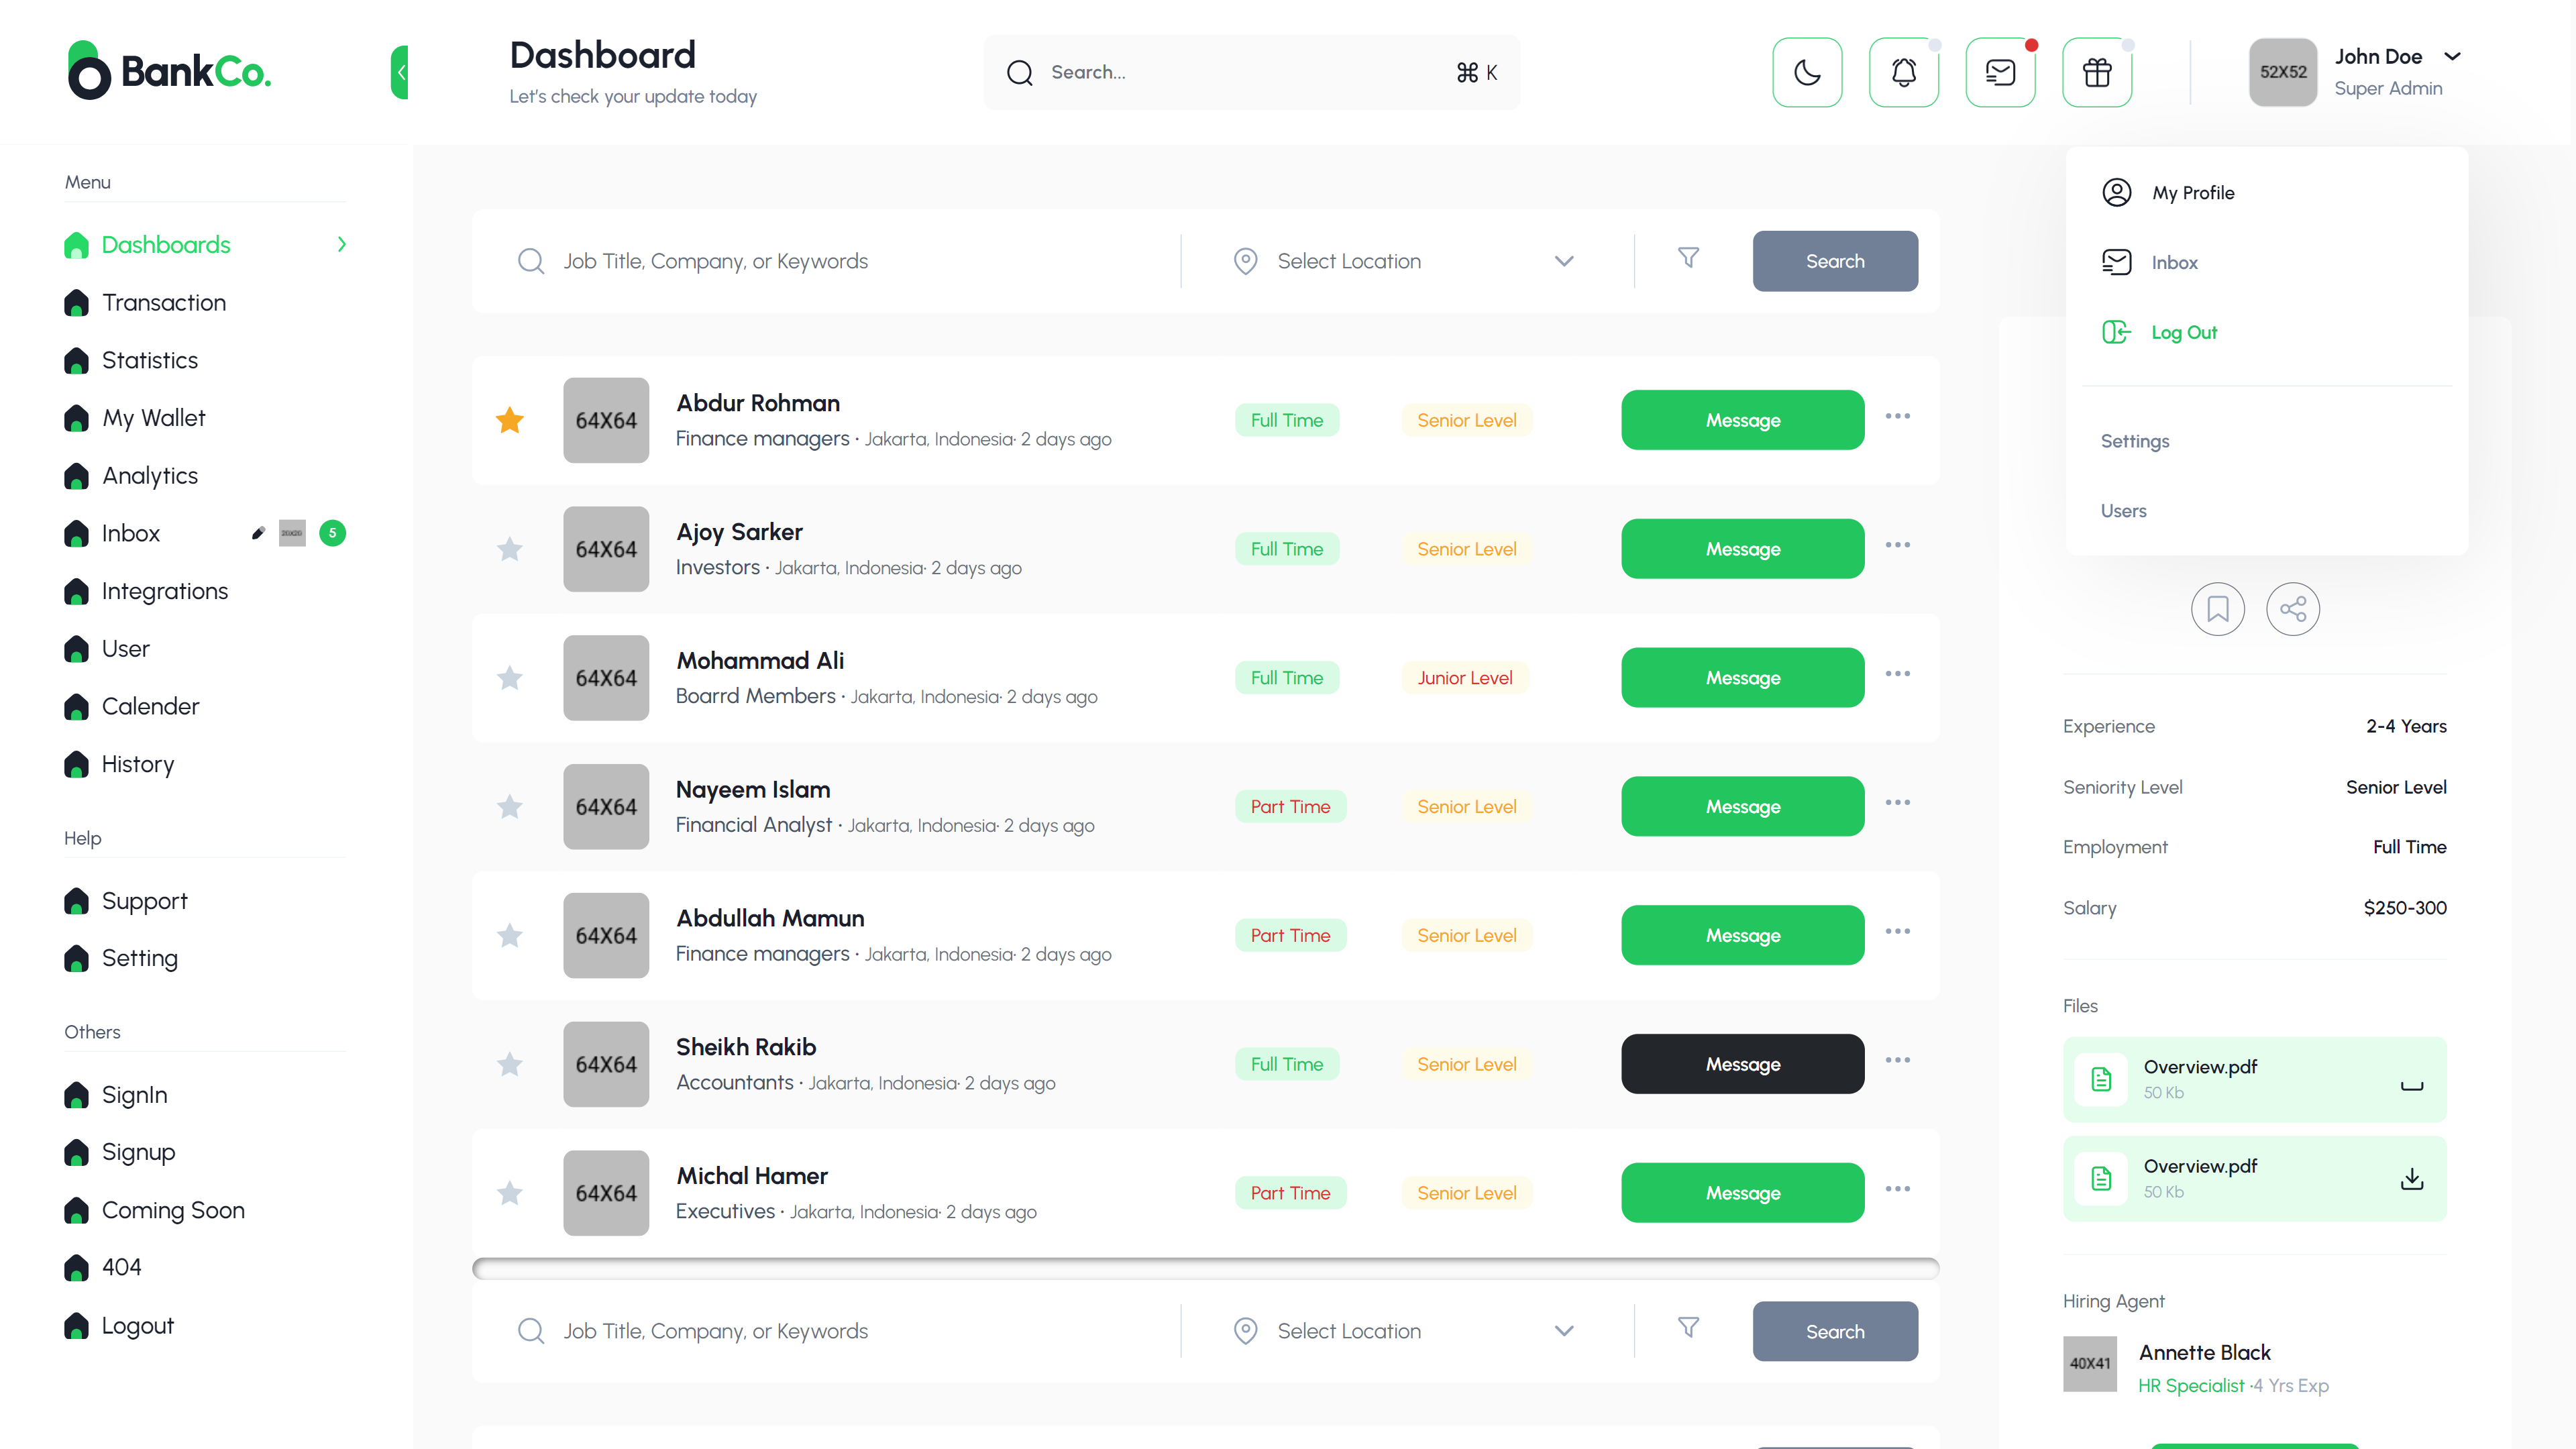 BankCo.
Dashboard
Let's check your update today
Search...
⌘ K
52X52
John Doe
Super Admin
Menu
Dashboards
Transaction
Statistics
My Wallet
Analytics
Inbox
5
Integrations
User
Calender
History
Help
Support
Setting
Others
SignIn
Signup
Coming Soon
404
Logout
Job Title, Company, or Keywords
Select Location
Search
64X64
Abdur Rohman
Finance managers · Jakarta, Indonesia· 2 days ago
Full Time
Senior Level
Message
64X64
Ajoy Sarker
Investors · Jakarta, Indonesia· 2 days ago
Full Time
Senior Level
Message
64X64
Mohammad Ali
Boarrd Members · Jakarta, Indonesia· 2 days ago
Full Time
Junior Level
Message
64X64
Nayeem Islam
Financial Analyst · Jakarta, Indonesia· 2 days ago
Part Time
Senior Level
Message
64X64
Abdullah Mamun
Finance managers · Jakarta, Indonesia· 2 days ago
Part Time
Senior Level
Message
64X64
Sheikh Rakib
Accountants · Jakarta, Indonesia· 2 days ago
Full Time
Senior Level
Message
64X64
Michal Hamer
Executives · Jakarta, Indonesia· 2 days ago
Part Time
Senior Level
Message
Job Title, Company, or Keywords
Select Location
Search
My Profile
Inbox
Log Out
Settings
Users
Experience
2-4 Years
Seniority Level
Senior Level
Employment
Full Time
Salary
$250-300
Files
Overview.pdf
50 Kb
Overview.pdf
50 Kb
Hiring Agent
40X41
Annette Black
HR Specialist ·4 Yrs Exp